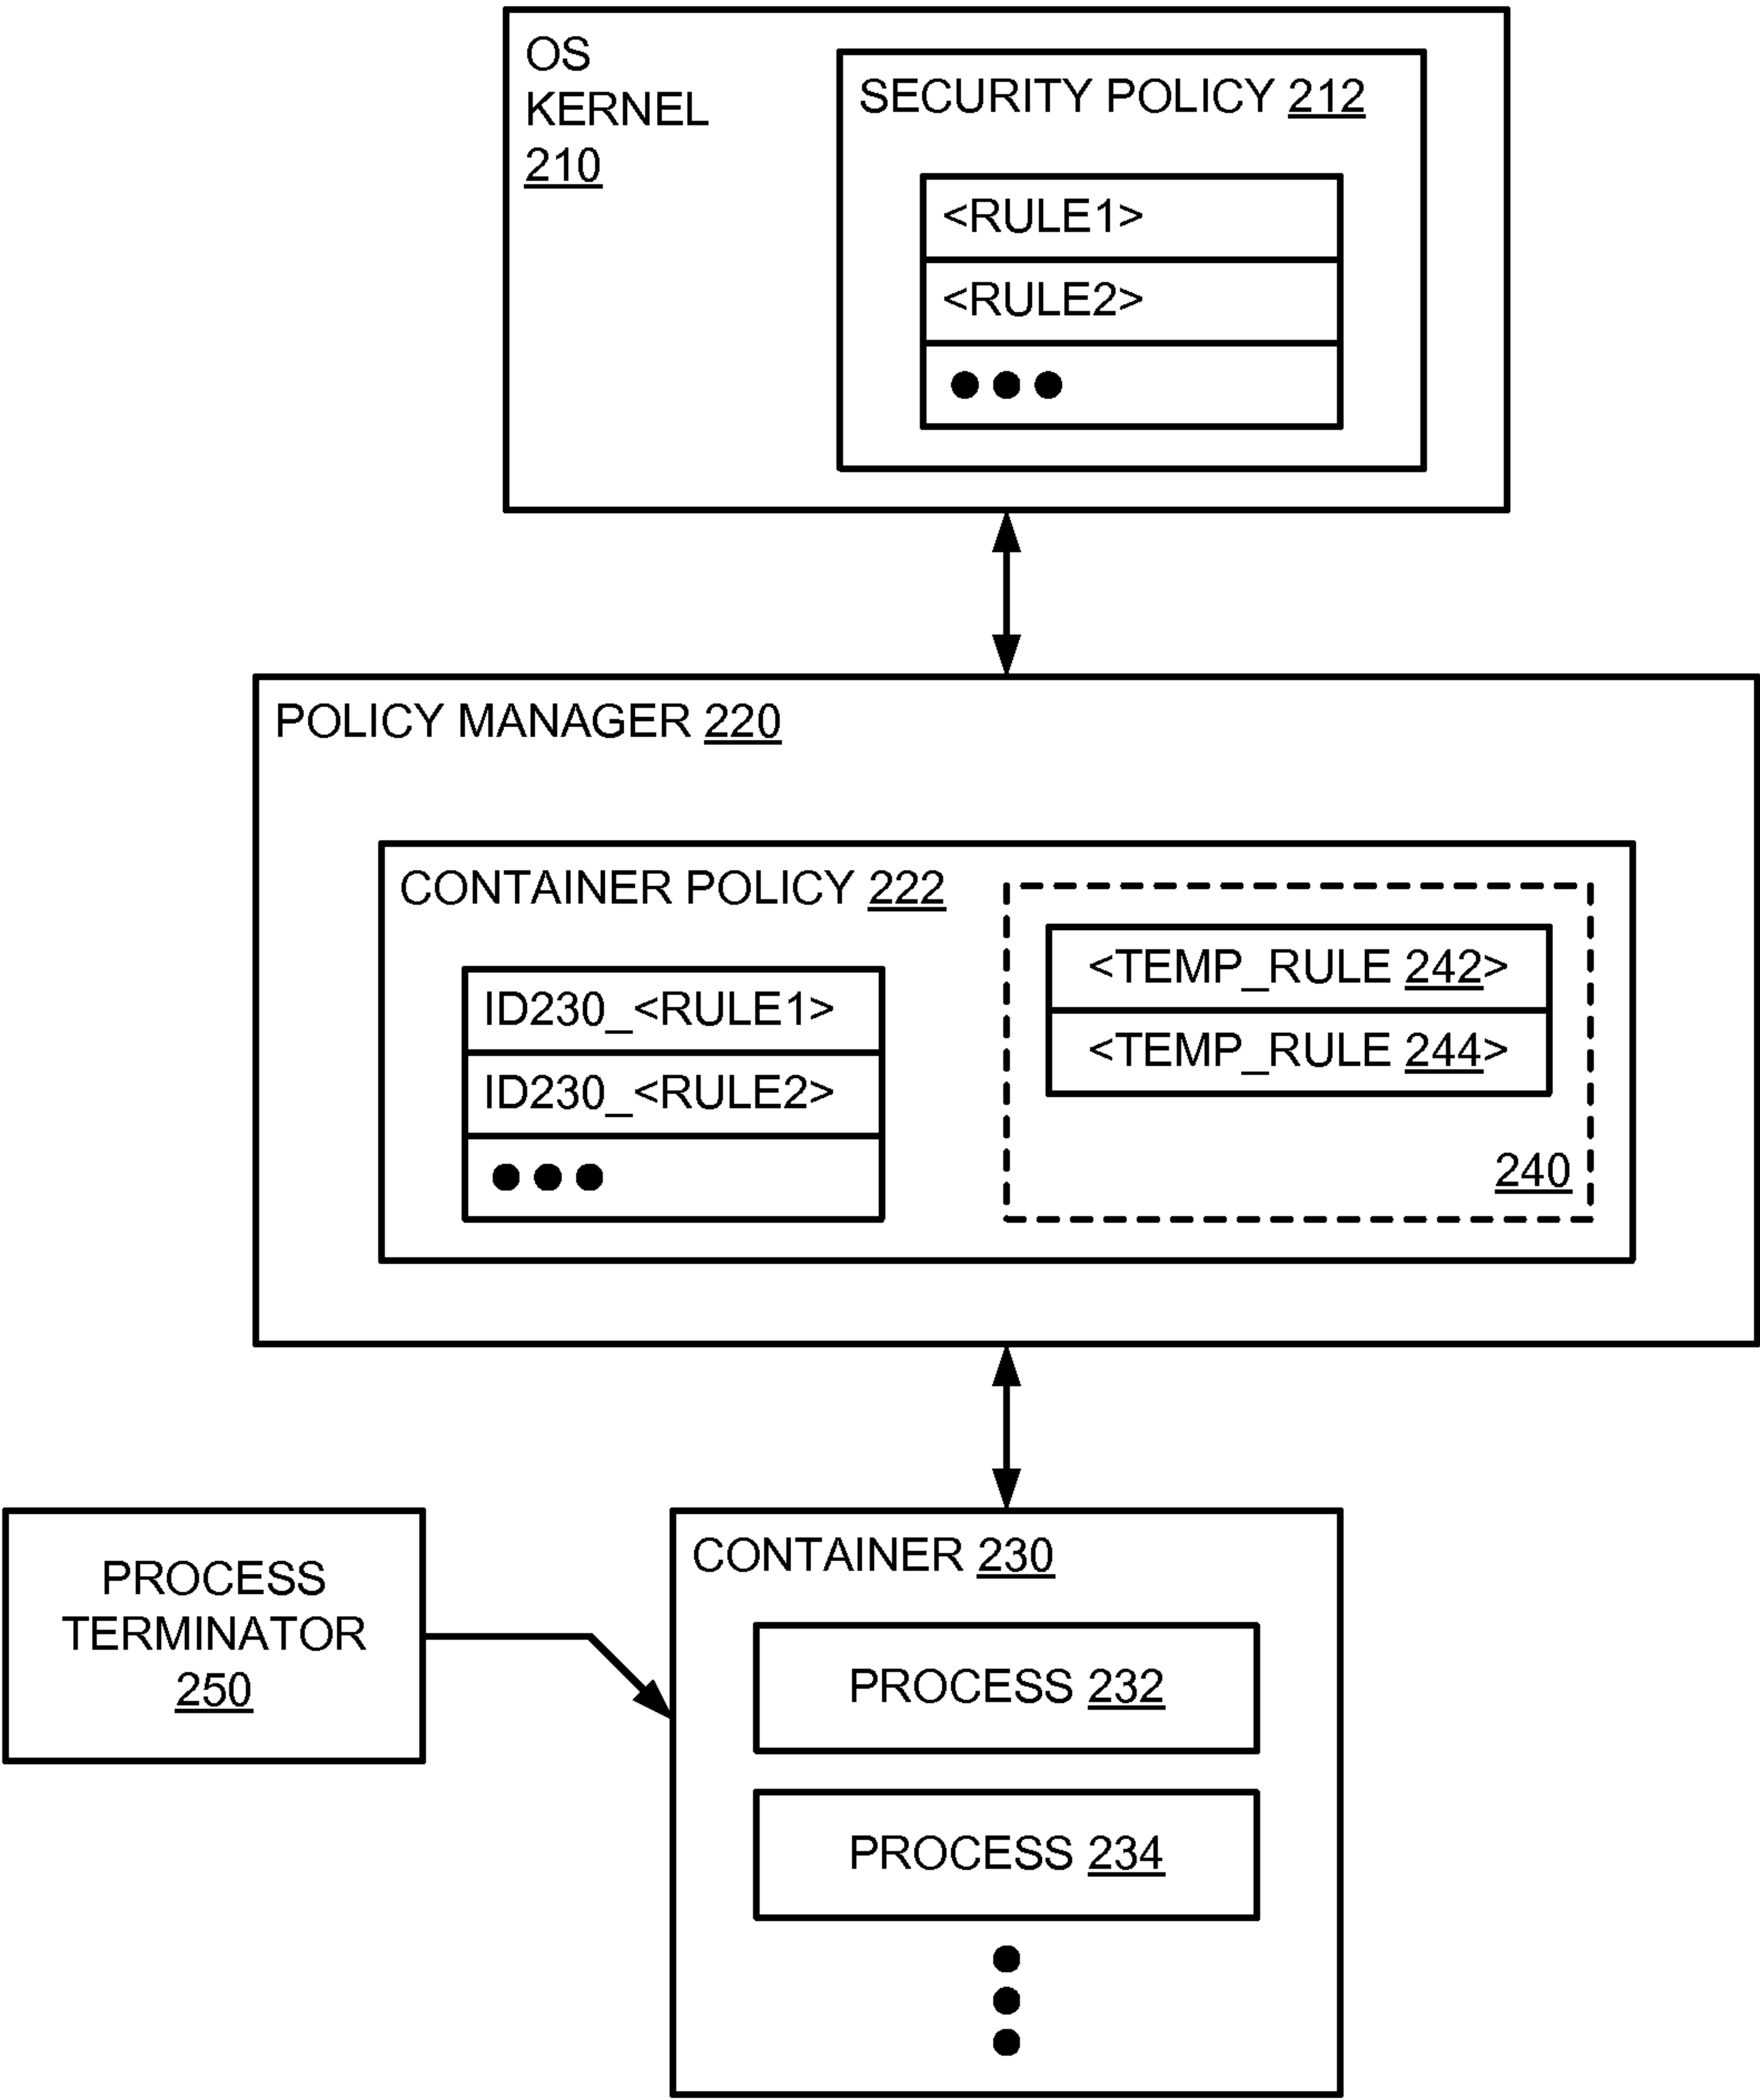 OS
KERNEL
210
SECURITY POLICY 212
<RULE1>
<RULE2>
POLICY MANAGER 220
CONTAINER POLICY 222
ID230_<RULE1>
ID230_<RULE2>
<TEMP_RULE 242>
<TEMP_RULE 244>
240
PROCESS
TERMINATOR
250
CONTAINER 230
PROCESS 232
PROCESS 234